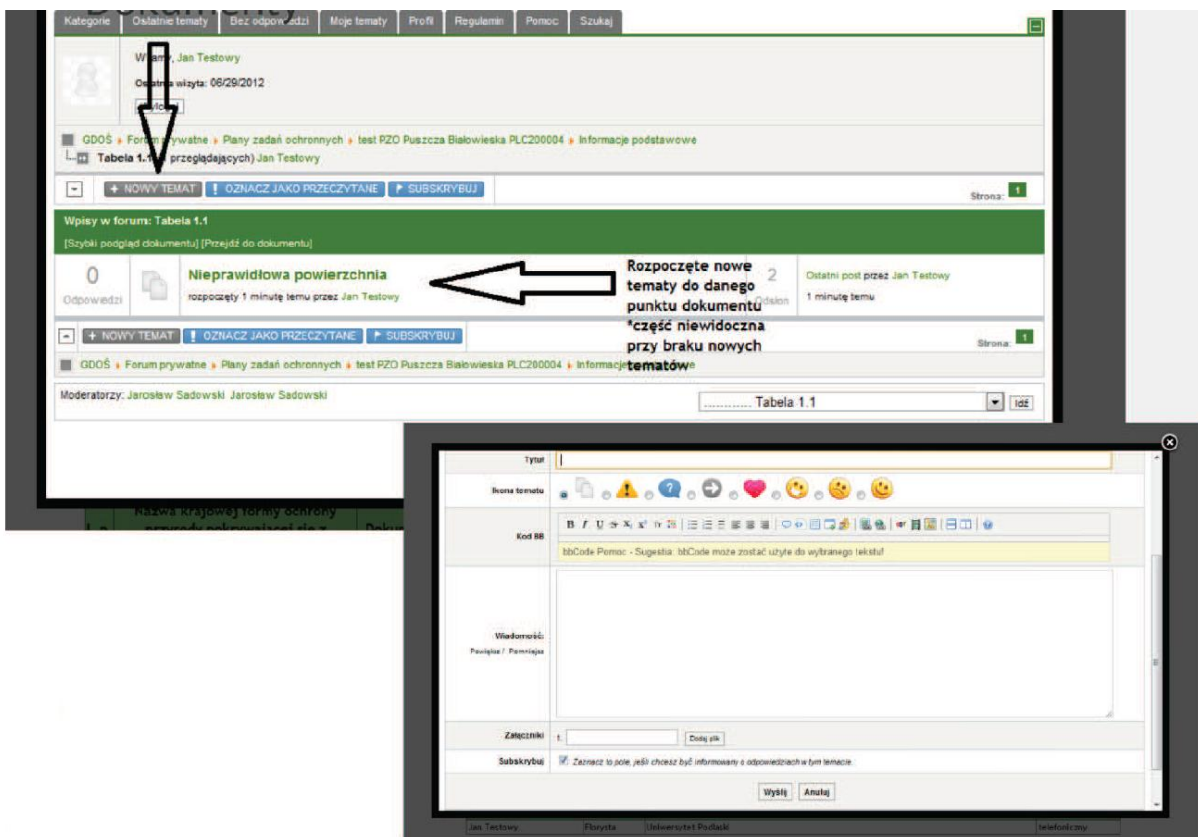 Dokumenty
Kategorie Ostatnie tematy Bez odpowiedzi Moje tematy Profil Regulamin Pomoc Szukaj
Witamy, Jan Testowy
Ostatnia wizyta: 06/29/2012
GDOŚ Forum prywatne Plany zadań ochronnych test PZO Puszcza Białowieska PLC200004 Informacje podstawowe
Tabela 1.1 przeglądających) Jan Testowy
+ NOWY TEMAT ! OZNACZ JAKO PRZECZYTANE SUBSKRYBUJ Strona: 1
Wpisy w forum: Tabela 1.1
[Szybki podgląd dokumentu] [Przejdź do dokumentu]
0 Odpowiedzi
Nieprawidłowa powierzchnia
rozpoczęty 1 minutę temu przez Jan Testowy
Rozpoczęte nowe
tematy do danego
punktu dokumentu
*część niewidoczna
przy braku nowych
tematów
2 Odsłon
Ostatni post przez Jan Testowy
1 minutę temu
+ NOWY TEMAT ! OZNACZ JAKO PRZECZYTANE SUBSKRYBUJ Strona: 1
GDOŚ Forum prywatne Plany zadań ochronnych test PZO Puszcza Białowieska PLC200004
Moderatorzy: Jarosław Sadowski Jarosław Sadowski
............ Tabela 1.1 Idź
Nazwa krajowej formy ochrony
Tytuł
Ikona tematu
Kod BB
B I U
bbCode Pomoc - Sugestia: bbCode może zostać użyte do wybranego tekstu!
Wiadomość:
Powiększ / Pomniejsz
Załączniki 1. Dodaj plik
Subskrybuj Zaznacz to pole, jeśli chcesz być informowany o odpowiedziach w tym temacie.
Wyślij Anuluj
Jan Testowy Florysta Uniwersytet Podlaski telefoniczny